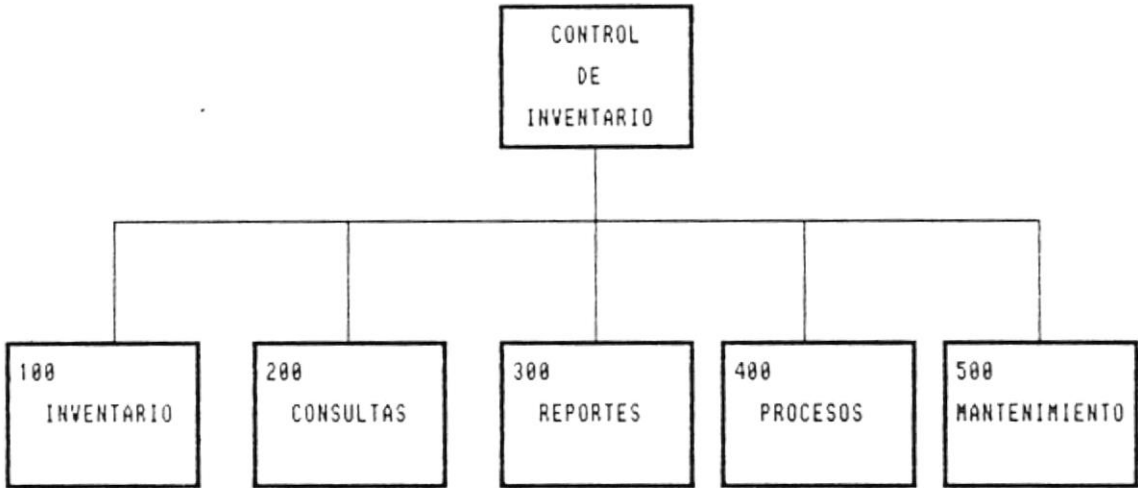 CONTROL
DE
INVENTARIO
100
INVENTARIO
200
CONSULTAS
300
REPORTES
400
PROCESOS
500
MANTENIMIENTO